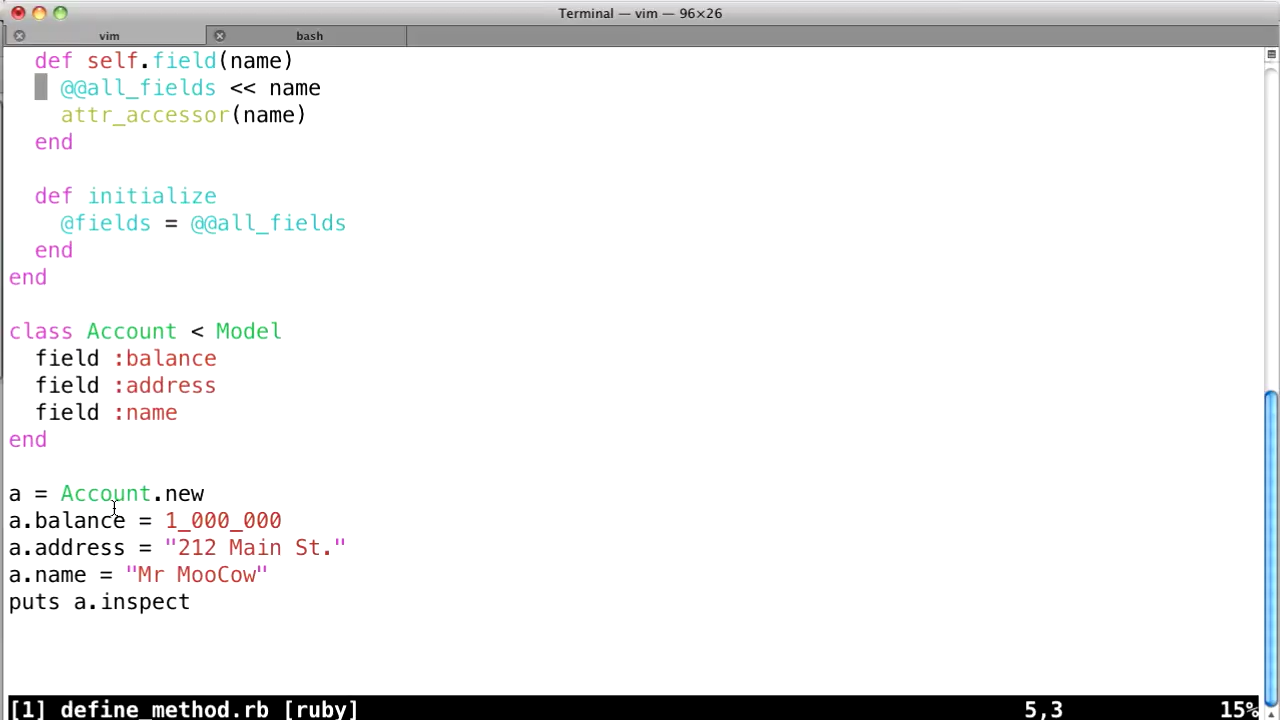 Terminal — vim — 96×26
vim bash
def self.field(name)
@@all_fields << name
attr_accessor(name)
end
def initialize
@fields = @@all_fields
end
end
class Account < Model
field :balance
field :address
field :name
end
a = Account.new
a.balance = 1_000_000
a.address = "212 Main St."
a.name = "Mr MooCow"
puts a.inspect
[1] define_method.rb [ruby] 5,3 15%